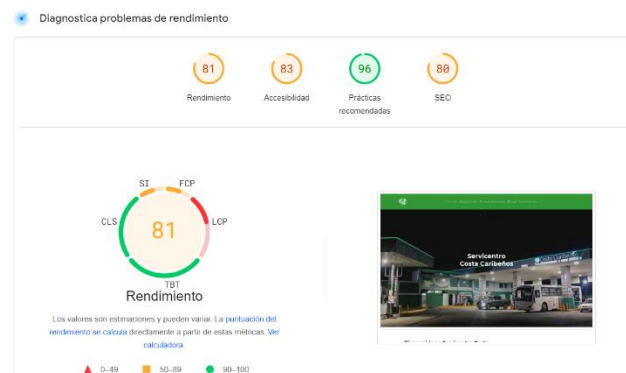 Diagnostica problemas de rendimiento
81
83
96
80
Rendimiento
Accesibilidad
Prácticas
recomendadas
SEO
SI
FCP
CLS
LCP
81
TBT
Rendimiento
Los valores son estimaciones y pueden variar. La puntuación del
rendimiento se calcula directamente a partir de estas métricas. Ver
calculadora.
0–49
50–89
90–100
Servicentro
Costa Caribeños